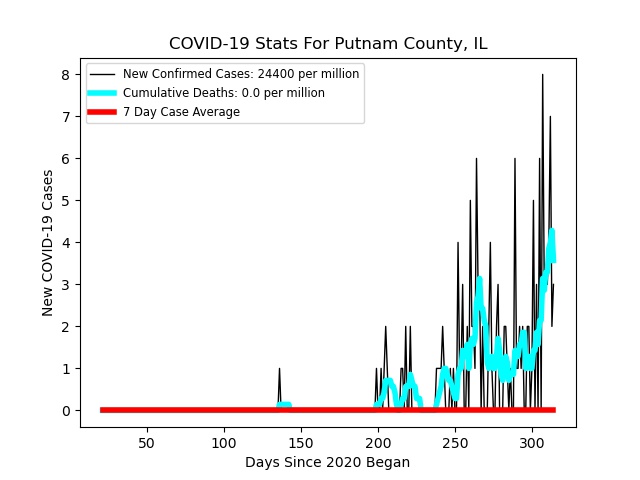 COVID-19 Stats For Putnam County, IL
New Confirmed Cases: 24400 per million
Cumulative Deaths: 0.0 per million
7 Day Case Average
8
7
6
5
4
3
2
1
0
New COVID-19 Cases
50 100 150 200 250 300
Days Since 2020 Began